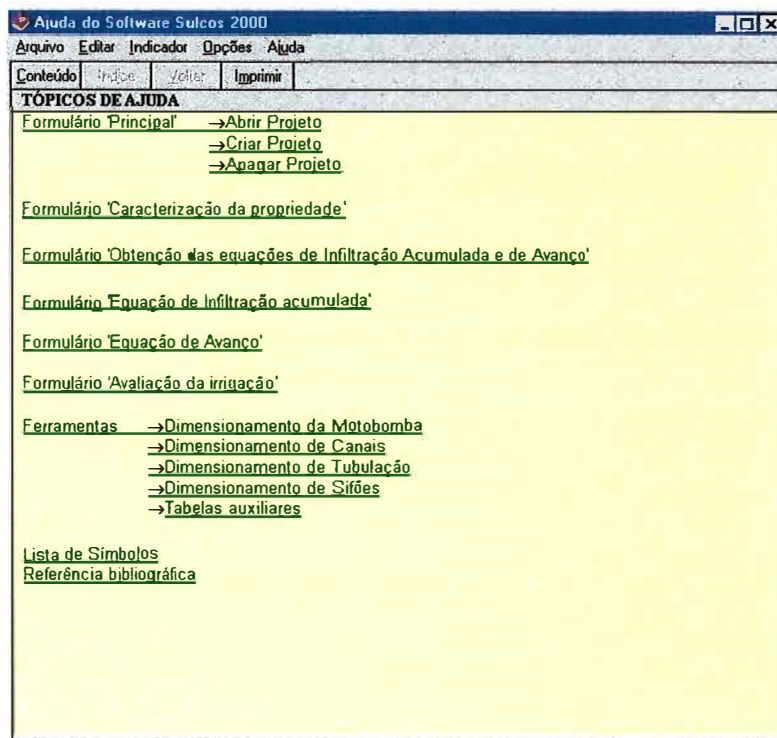 Ajuda do Software Sulcos 2000
Arquivo Editar Indicador Opções Ajuda
Conteúdo Índice Voltar Imprimir
TÓPICOS DE AJUDA
Formulário 'Principal' →Abrir Projeto
→Criar Projeto
→Apagar Projeto
Formulário 'Caracterização da propriedade'
Formulário 'Obtenção das equações de Infiltração Acumulada e de Avanço'
Formulário 'Equação de Infiltração acumulada'
Formulário 'Equação de Avanço'
Formulário 'Avaliação da irrigação'
Ferramentas →Dimensionamento da Motobomba
→Dimensionamento de Canais
→Dimensionamento de Tubulação
→Dimensionamento de Sifões
→Tabelas auxiliares
Lista de Símbolos
Referência bibliográfica